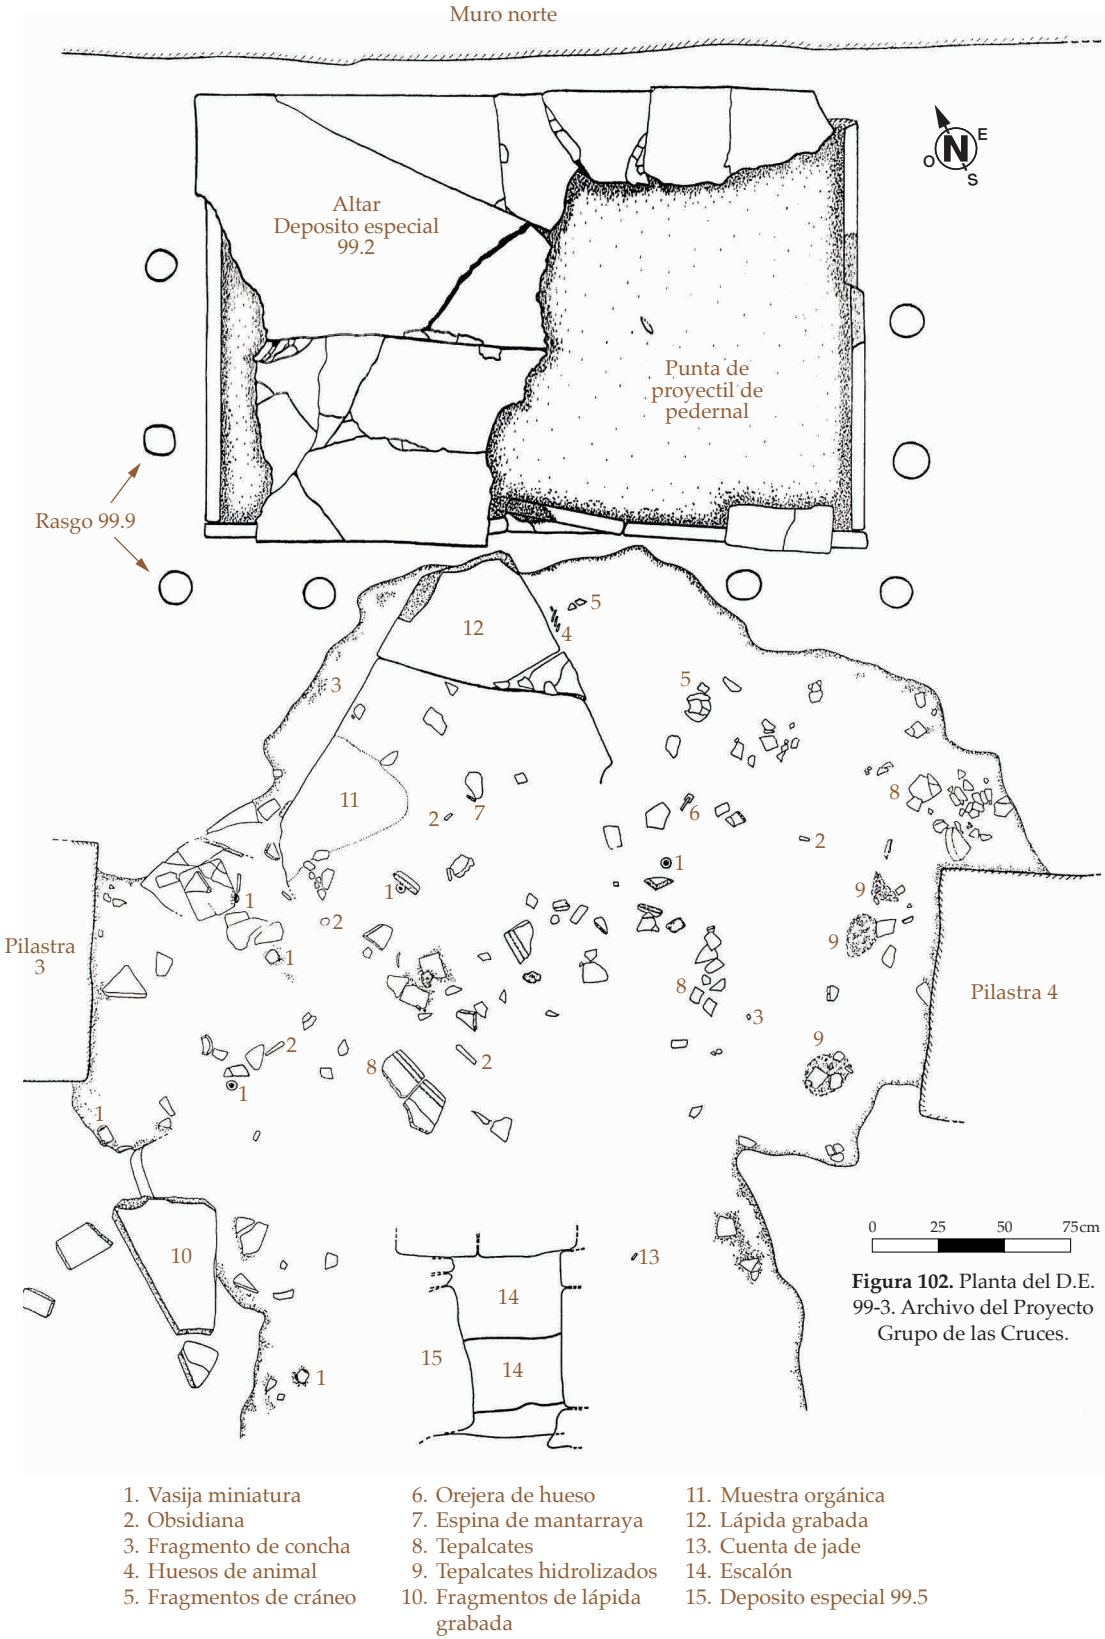 Muro norte
N
E
O
S
Altar
Deposito especial
99.2
Punta de
proyectil de
pedernal
Rasgo 99.9
12
5
4
3
5
11
2
7
6
8
2
1
1
1
2
9
9
1
Pilastra
3
8
3
Pilastra 4
9
2
8
2
1
1
10
13
14
15
14
1
0 25 50 75cm
Figura 102. Planta del D.E.
99-3. Archivo del Proyecto
Grupo de las Cruces.
1. Vasija miniatura
2. Obsidiana
3. Fragmento de concha
4. Huesos de animal
5. Fragmentos de cráneo
6. Orejera de hueso
7. Espina de mantarraya
8. Tepalcates
9. Tepalcates hidrolizados
10. Fragmentos de lápida
grabada
11. Muestra orgánica
12. Lápida grabada
13. Cuenta de jade
14. Escalón
15. Deposito especial 99.5